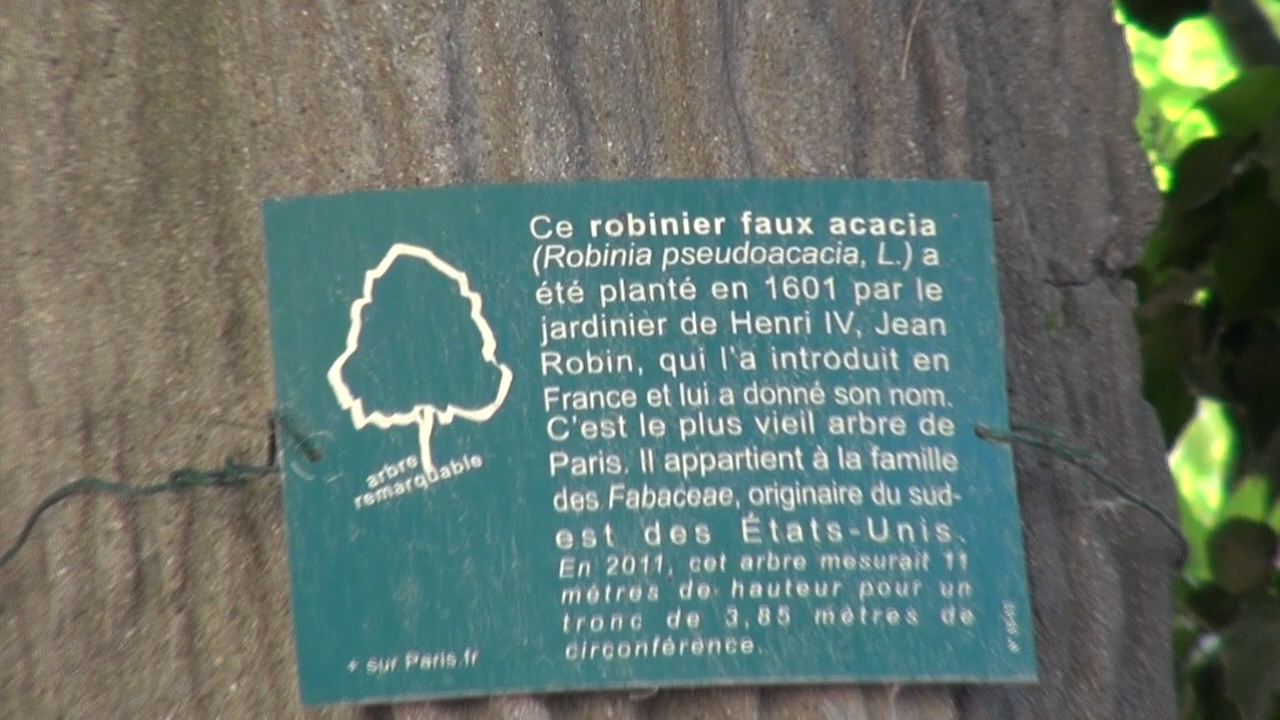 Ce robinier faux acacia
(Robinia pseudoacacia, L.) a
été planté en 1601 par le
jardinier de Henri IV, Jean
Robin, qui l'a introduit en
France et lui a donné son nom.
C'est le plus vieil arbre de
Paris. Il appartient à la famille
des Fabaceae, originaire du sud-
est des États-Unis.
En 2011, cet arbre mesurait 11
mètres de hauteur pour un
tronc de 3,85 mètres de
circonférence.
arbre
remarquable
+ sur Paris.fr